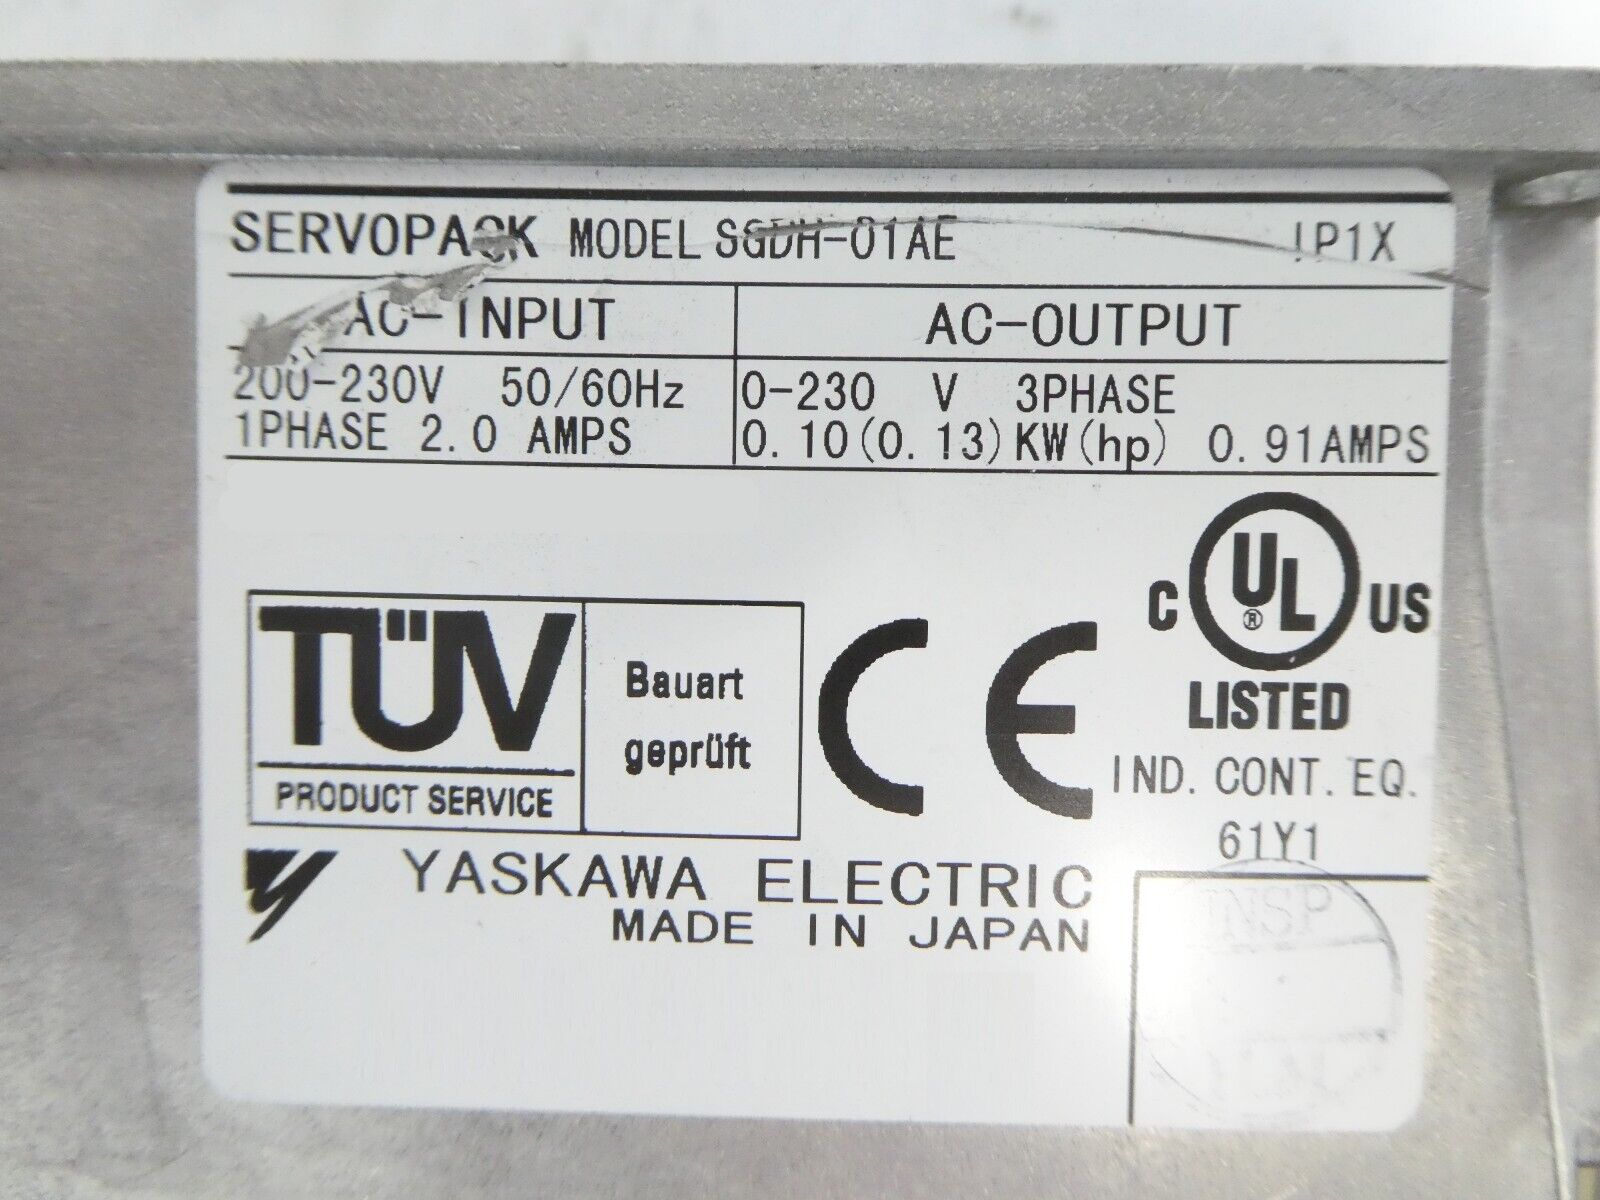 SERVOPACK MODEL SGDH-01AE IP1X
AC-INPUT AC-OUTPUT
200-230V 50/60Hz 0-230 V 3PHASE
1PHASE 2.0 AMPS 0.10(0.13)KW(hp) 0.91AMPS
C UL ® US
LISTED
IND. CONT. EQ.
61Y1
TÜV
PRODUCT SERVICE
Bauart
geprüft
CE
YASKAWA ELECTRIC
MADE IN JAPAN
INSP